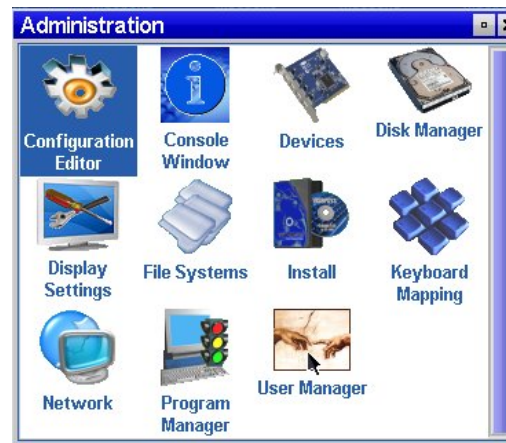 Administration
Configuration
Editor
Console
Window
Devices
Disk Manager
Display
Settings
File Systems
Install
Keyboard
Mapping
Network
Program
Manager
User Manager